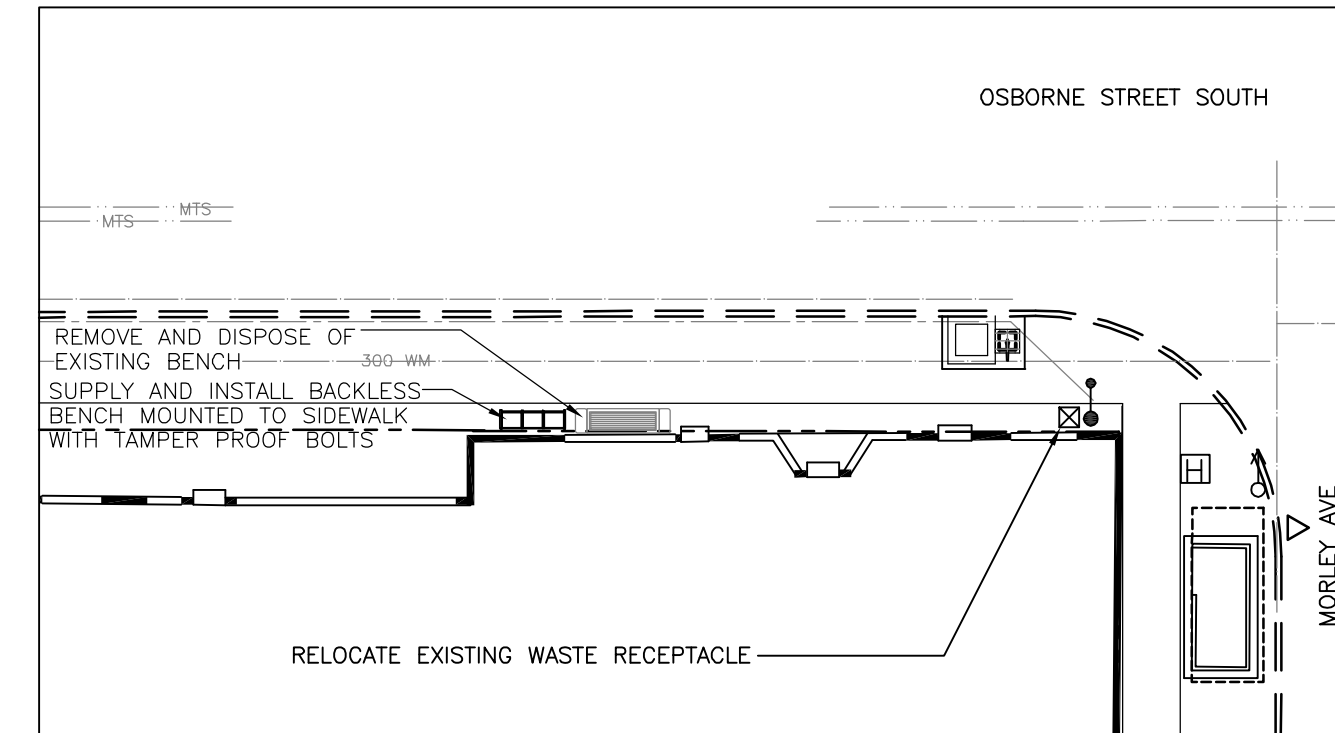 OSBORNE STREET SOUTH
MTS
MTS
REMOVE AND DISPOSE OF
EXISTING BENCH
300 WM
SUPPLY AND INSTALL BACKLESS
BENCH MOUNTED TO SIDEWALK
WITH TAMPER PROOF BOLTS
H
MORLEY AVE
RELOCATE EXISTING WASTE RECEPTACLE